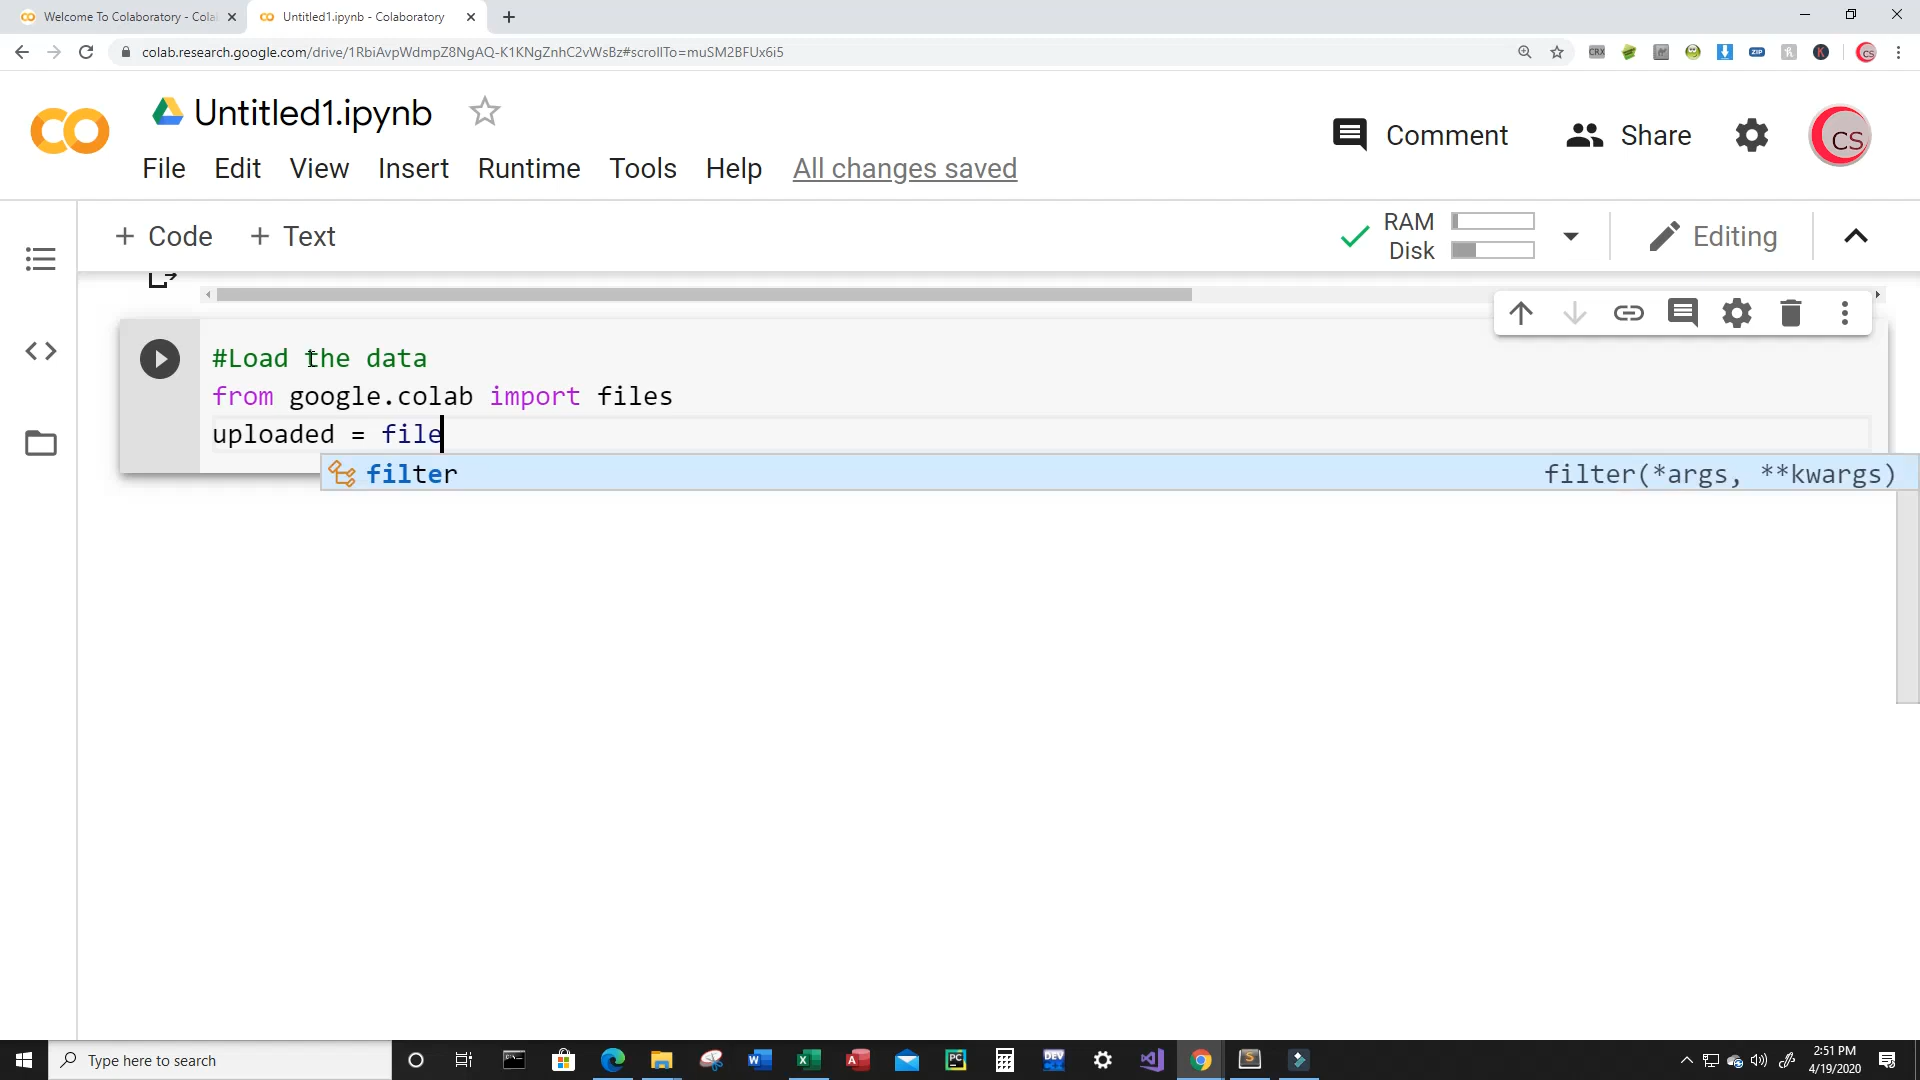 Welcome To Colaboratory - Cola
Untitled1.ipynb - Colaboratory
colab.research.google.com/drive/1RbiAvpWdmpZ8NgAQ-K1KNgZnhC2vWsBz#scrollTo=muSM2BFUx6i5
Untitled1.ipynb
Comment
Share
CS
File Edit View Insert Runtime Tools Help All changes saved
+ Code + Text
RAM
Disk
Editing
#Load the data
from google.colab import files
uploaded = file
filter filter(*args, **kwargs)
Type here to search
2:51 PM
4/19/2020